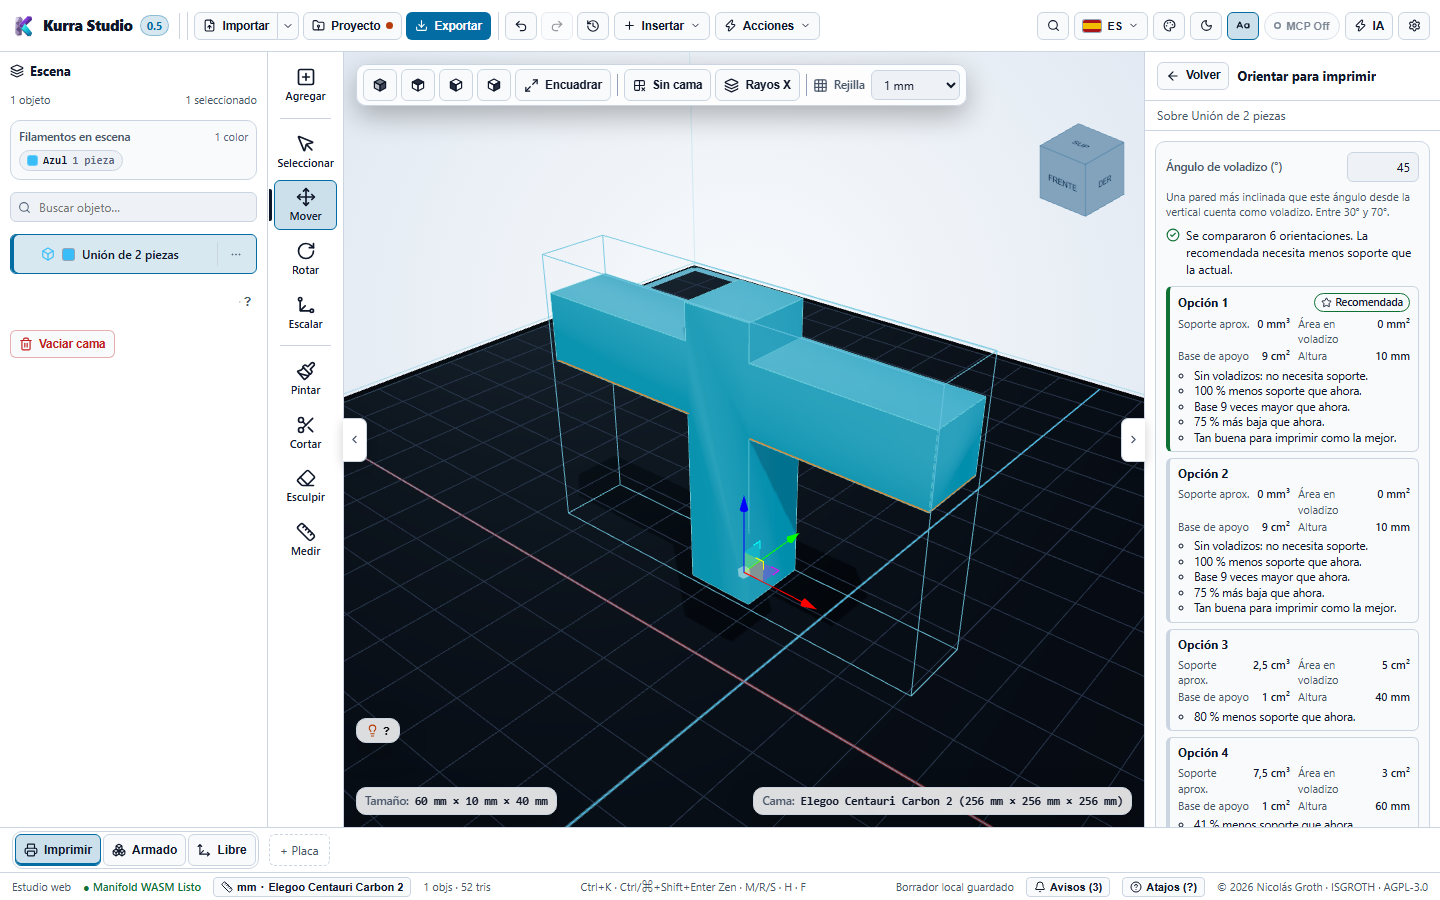 Kurra Studio 0.5
Importar
Proyecto
Exportar
Insertar
Acciones
ES
MCP Off
IA
Escena
1 objeto 1 seleccionado
Filamentos en escena 1 color
Azul 1 pieza
Buscar objeto...
Unión de 2 piezas ...
· ?
Vaciar cama
Agregar
Seleccionar
Mover
Rotar
Escalar
Pintar
Cortar
Esculpir
Medir
Encuadrar
Sin cama
Rayos X
Rejilla 1 mm
SUP
FRENTE
DER
?
Tamaño: 60 mm × 10 mm × 40 mm
Cama: Elegoo Centauri Carbon 2 (256 mm × 256 mm × 256 mm)
Volver Orientar para imprimir
Sobre Unión de 2 piezas
Ángulo de voladizo (°) 45
Una pared más inclinada que este ángulo desde la
vertical cuenta como voladizo. Entre 30° y 70°.
Se compararon 6 orientaciones. La
recomendada necesita menos soporte que
la actual.
Opción 1 Recomendada
Soporte aprox. 0 mm³ Área en voladizo 0 mm²
Base de apoyo 9 cm² Altura 10 mm
Sin voladizos: no necesita soporte.
100 % menos soporte que ahora.
Base 9 veces mayor que ahora.
75 % más baja que ahora.
Tan buena para imprimir como la mejor.
Opción 2
Soporte aprox. 0 mm³ Área en voladizo 0 mm²
Base de apoyo 9 cm² Altura 10 mm
Sin voladizos: no necesita soporte.
100 % menos soporte que ahora.
Base 9 veces mayor que ahora.
75 % más baja que ahora.
Tan buena para imprimir como la mejor.
Opción 3
Soporte aprox. 2,5 cm³ Área en voladizo 5 cm²
Base de apoyo 1 cm² Altura 40 mm
80 % menos soporte que ahora.
Opción 4
Soporte aprox. 7,5 cm³ Área en voladizo 3 cm²
Base de apoyo 1 cm² Altura 60 mm
41 % menos soporte que ahora.
Imprimir
Armado
Libre
+ Placa
Estudio web
Manifold WASM Listo
mm · Elegoo Centauri Carbon 2
1 objs · 52 tris
Ctrl+K · Ctrl/⌘+Shift+Enter Zen · M/R/S · H · F
Borrador local guardado
Avisos (3)
Atajos (?)
© 2026 Nicolás Groth · ISGROTH · AGPL-3.0